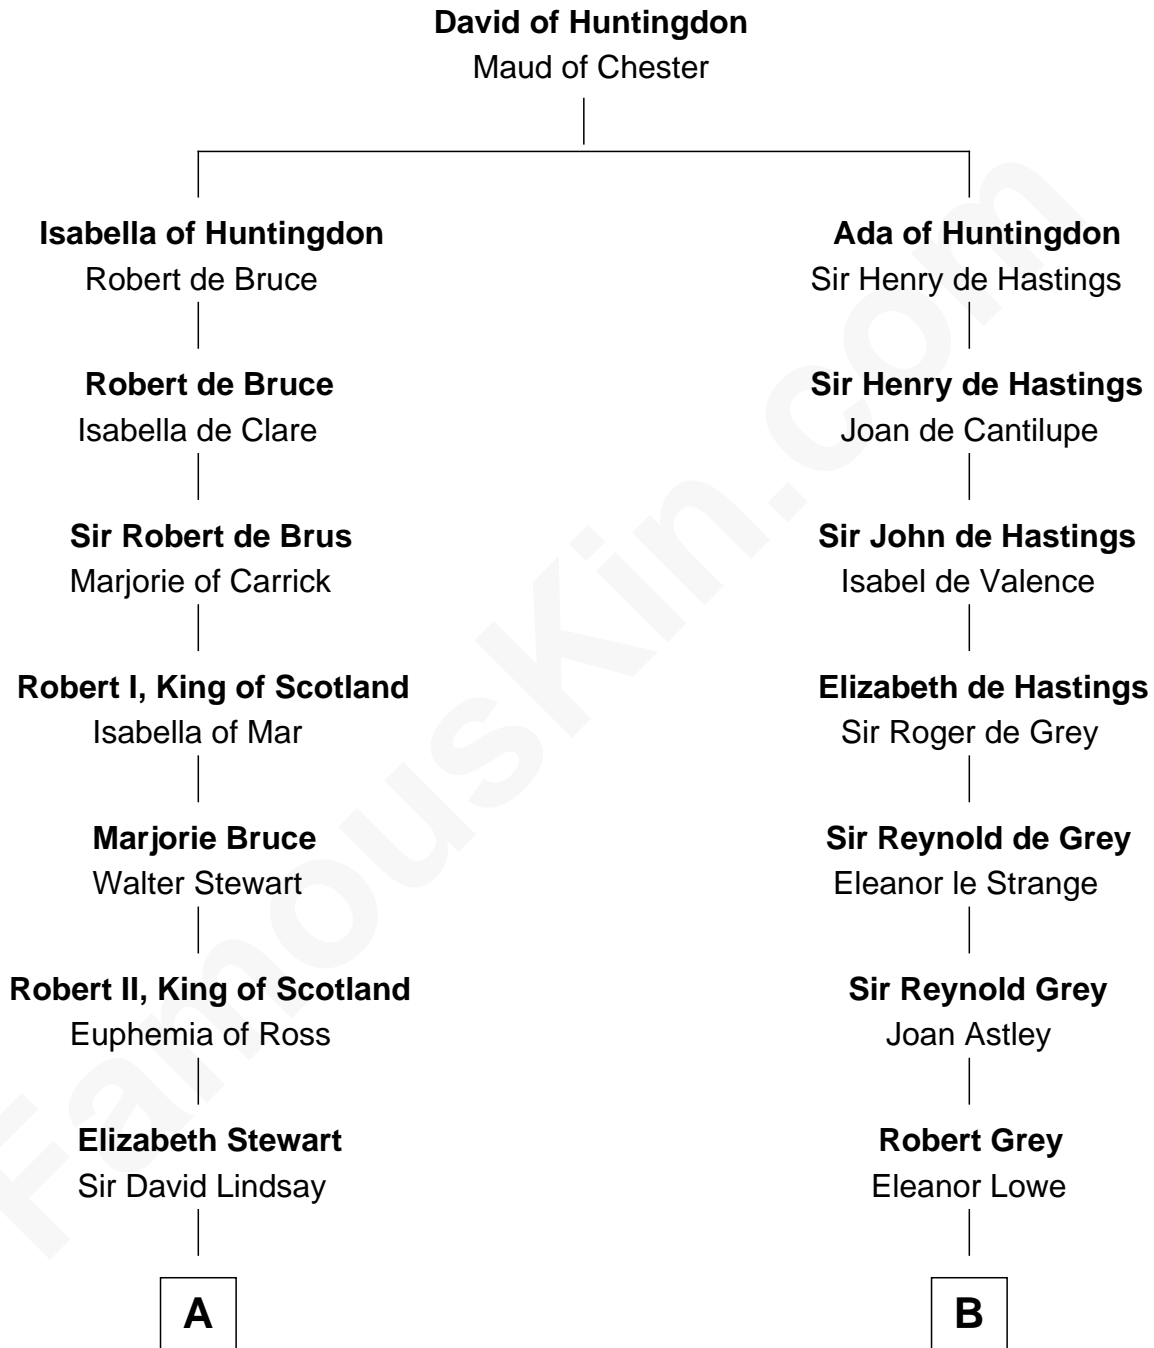 David of Huntingdon
Maud of Chester
Isabella of Huntingdon
Robert de Bruce
Robert de Bruce
Isabella de Clare
Sir Robert de Brus
Marjorie of Carrick
Robert I, King of Scotland
Isabella of Mar
Marjorie Bruce
Walter Stewart
Robert II, King of Scotland
Euphemia of Ross
Elizabeth Stewart
Sir David Lindsay
A
Ada of Huntingdon
Sir Henry de Hastings
Sir Henry de Hastings
Joan de Cantilupe
Sir John de Hastings
Isabel de Valence
Elizabeth de Hastings
Sir Roger de Grey
Sir Reynold de Grey
Eleanor le Strange
Sir Reynold Grey
Joan Astley
Robert Grey
Eleanor Lowe
B
FamousKin.com